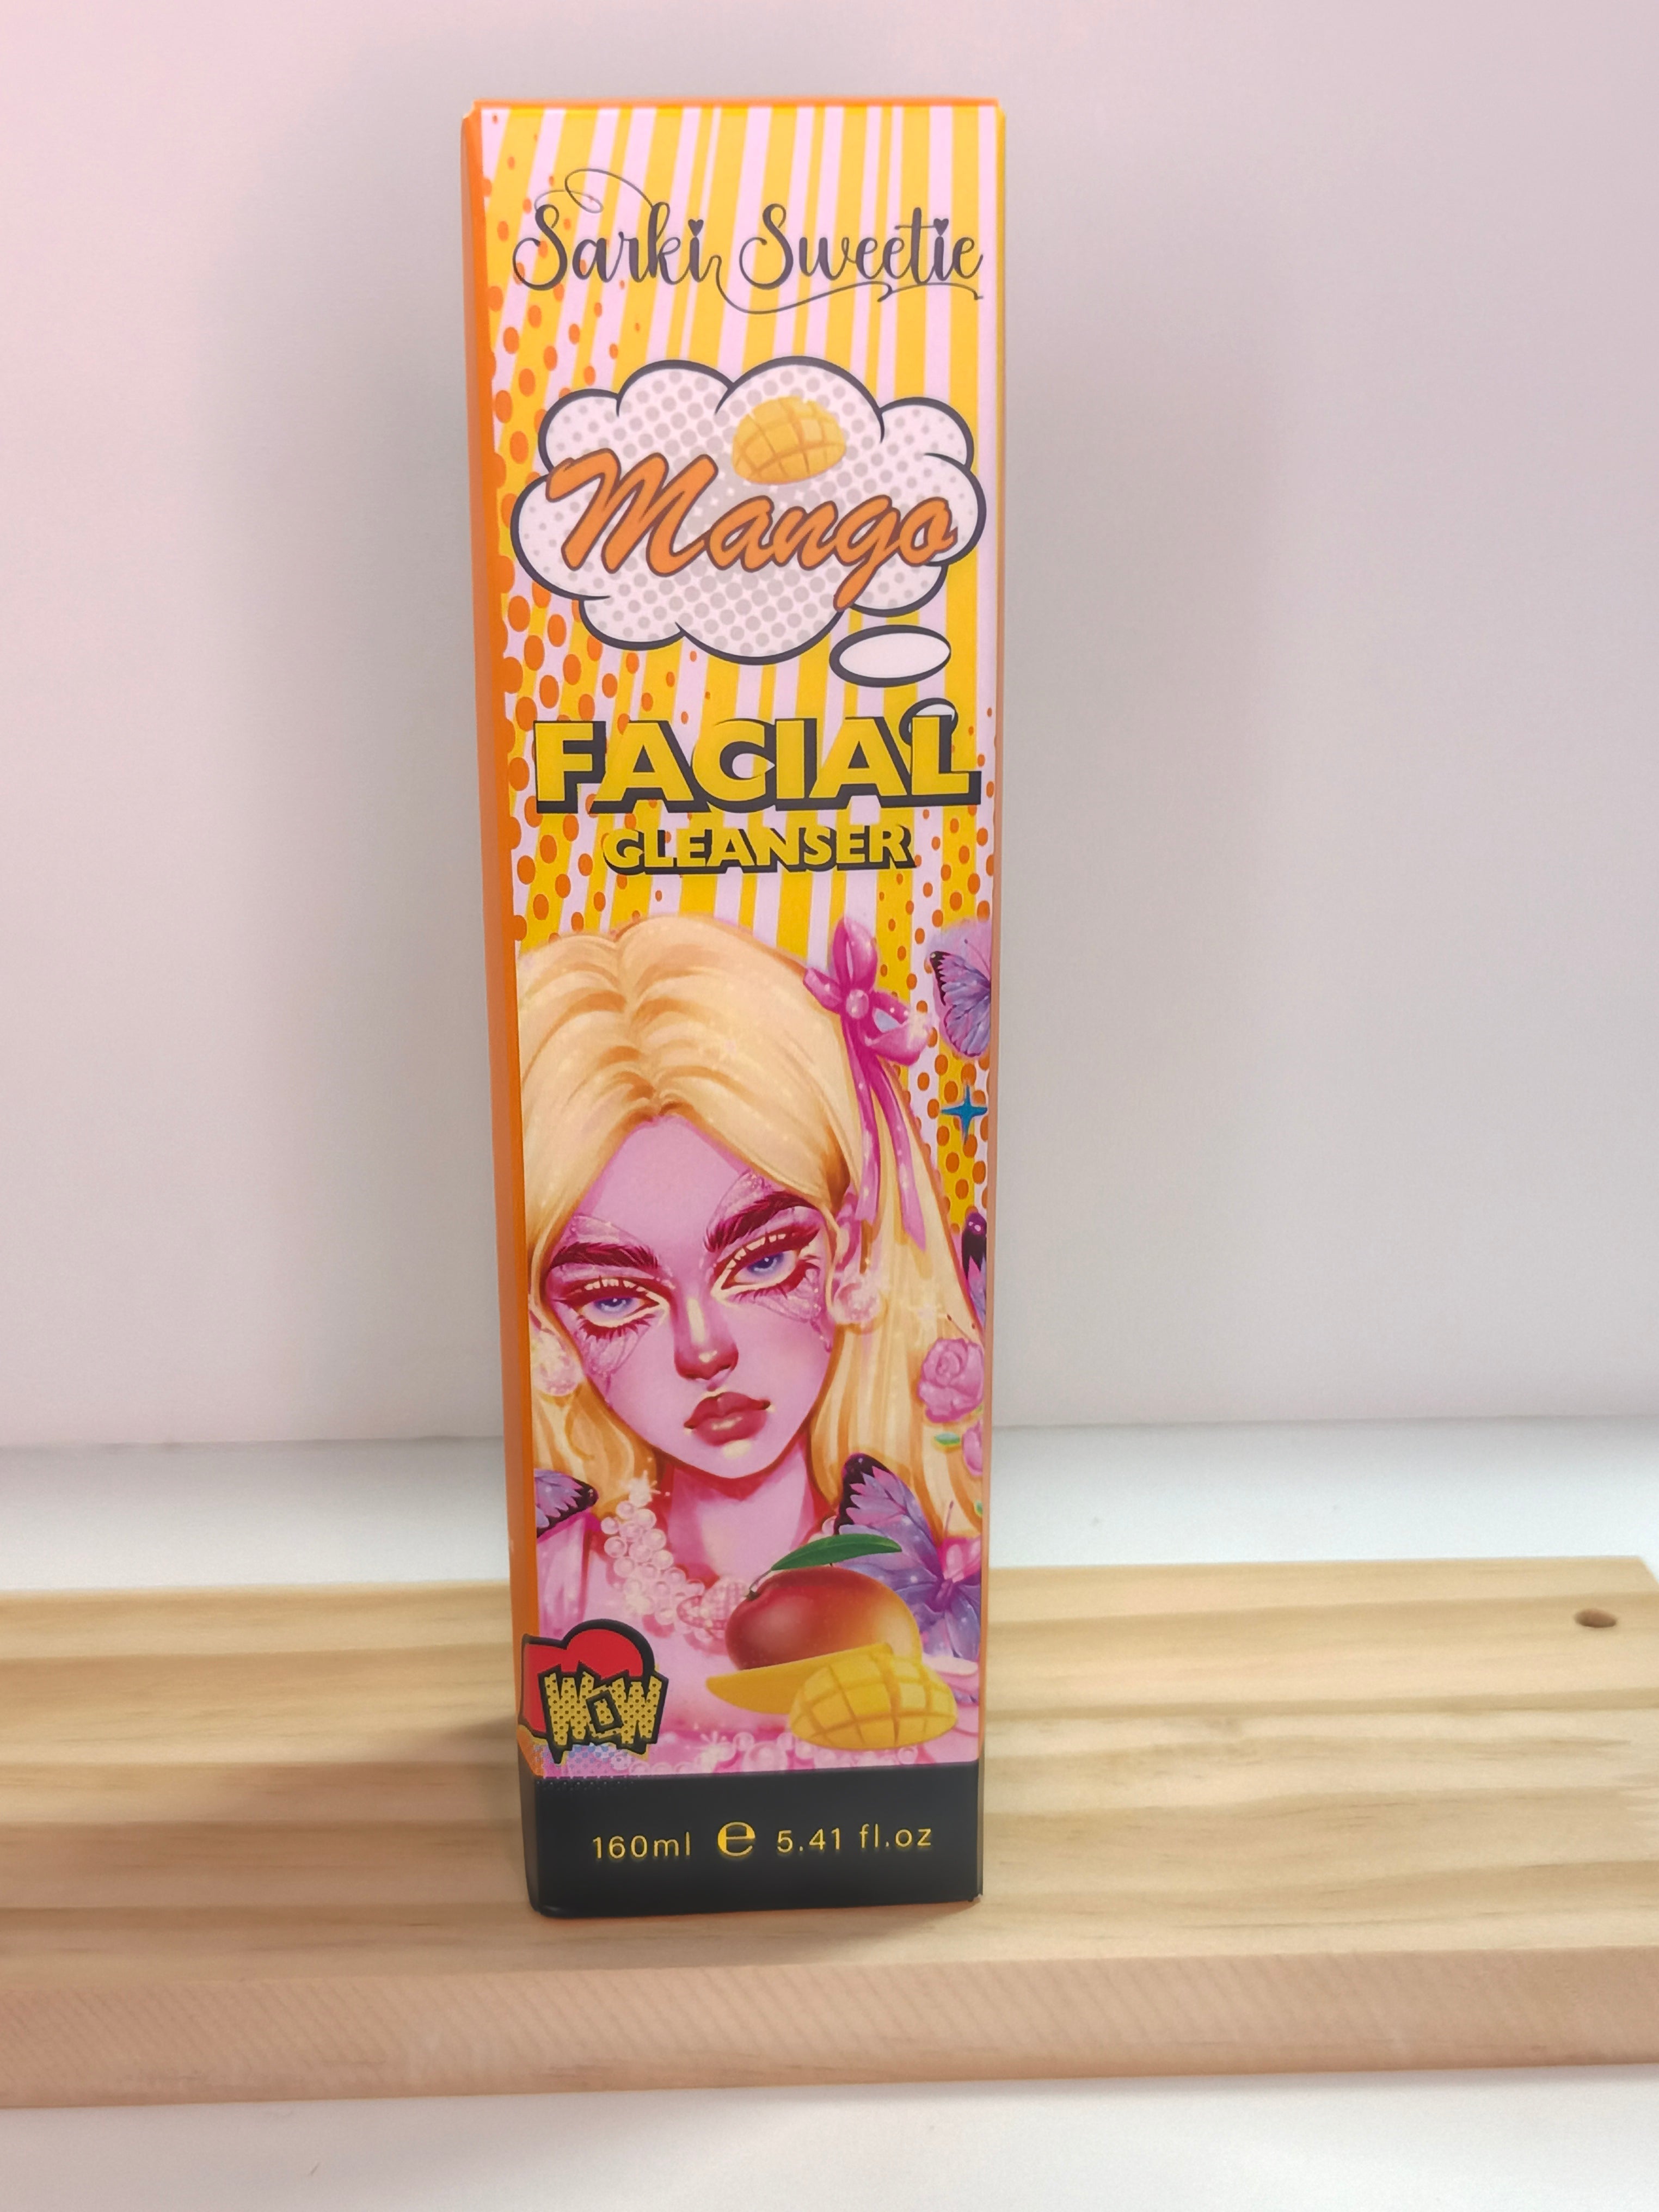 Sarki Sweetie
Mango
FACIAL
CLEANSER
WOW
160ml ℮ 5.41 fl.oz